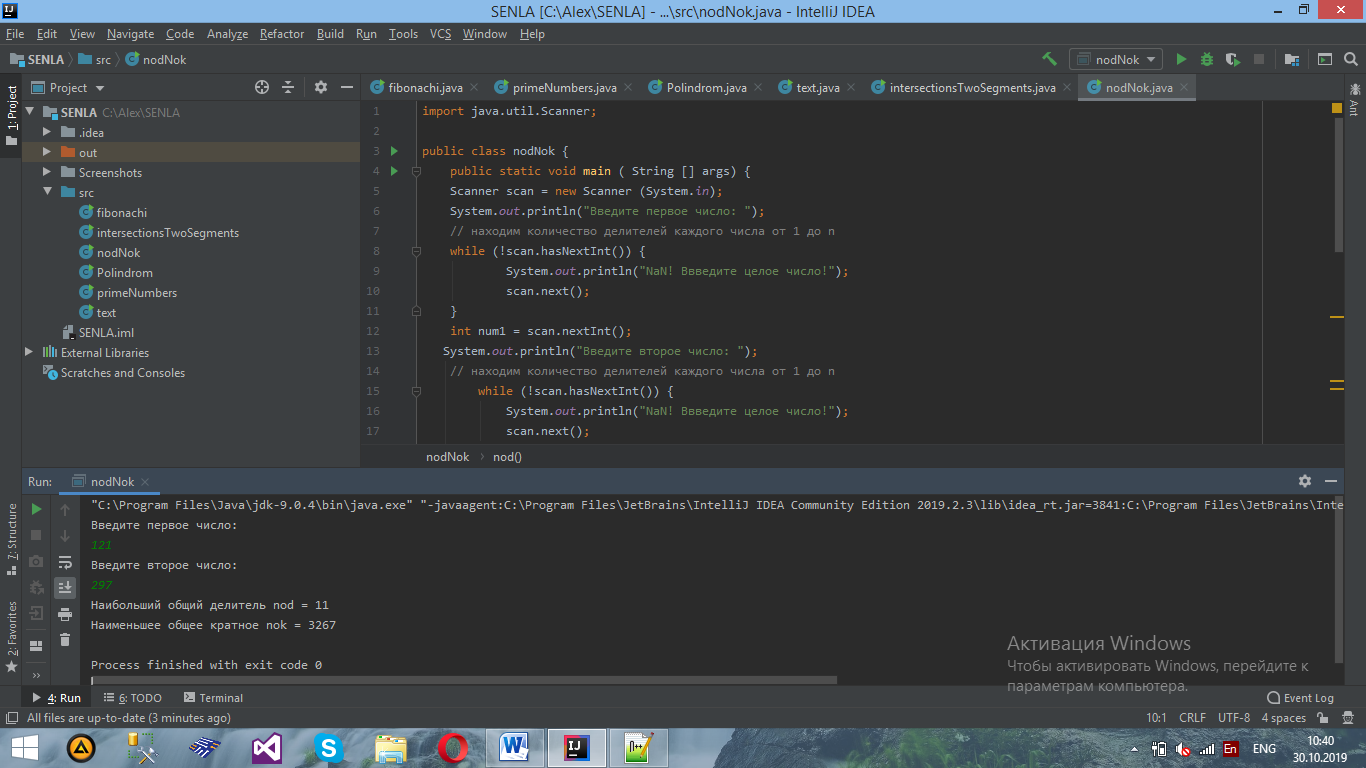 SENLA [C:\Alex\SENLA] - ...\src\nodNok.java - IntelliJ IDEA
File Edit View Navigate Code Analyze Refactor Build Run Tools VCS Window Help
SENLA src nodNok
nodNok
1: Project
Project
fibonachi.java primeNumbers.java Polindrom.java text.java intersectionsTwoSegments.java nodNok.java
Ant
SENLA C:\Alex\SENLA
.idea
out
Screenshots
src
fibonachi
intersectionsTwoSegments
nodNok
Polindrom
primeNumbers
text
SENLA.iml
External Libraries
Scratches and Consoles
1 import java.util.Scanner;
2
3 public class nodNok {
4 public static void main ( String [] args) {
5 Scanner scan = new Scanner (System.in);
6 System.out.println("Введите первое число: ");
7 // находим количество делителей каждого числа от 1 до n
8 while (!scan.hasNextInt()) {
9 System.out.println("NaN! Ввведите целое число!");
10 scan.next();
11 }
12 int num1 = scan.nextInt();
13 System.out.println("Введите второе число: ");
14 // находим количество делителей каждого числа от 1 до n
15 while (!scan.hasNextInt()) {
16 System.out.println("NaN! Ввведите целое число!");
17 scan.next();
nodNok nod()
Run: nodNok
"C:\Program Files\Java\jdk-9.0.4\bin\java.exe" "-javaagent:C:\Program Files\JetBrains\IntelliJ IDEA Community Edition 2019.2.3\lib\idea_rt.jar=3841:C:\Program Files\JetBrains\Inte
Введите первое число:
121
Введите второе число:
297
Наибольший общий делитель nod = 11
Наименьшее общее кратное nok = 3267
Process finished with exit code 0
7: Structure
2: Favorites
Активация Windows
Чтобы активировать Windows, перейдите к
параметрам компьютера.
4: Run 6: TODO Terminal Event Log
All files are up-to-date (3 minutes ago) 10:1 CRLF UTF-8 4 spaces
En ENG 10:40
30.10.2019